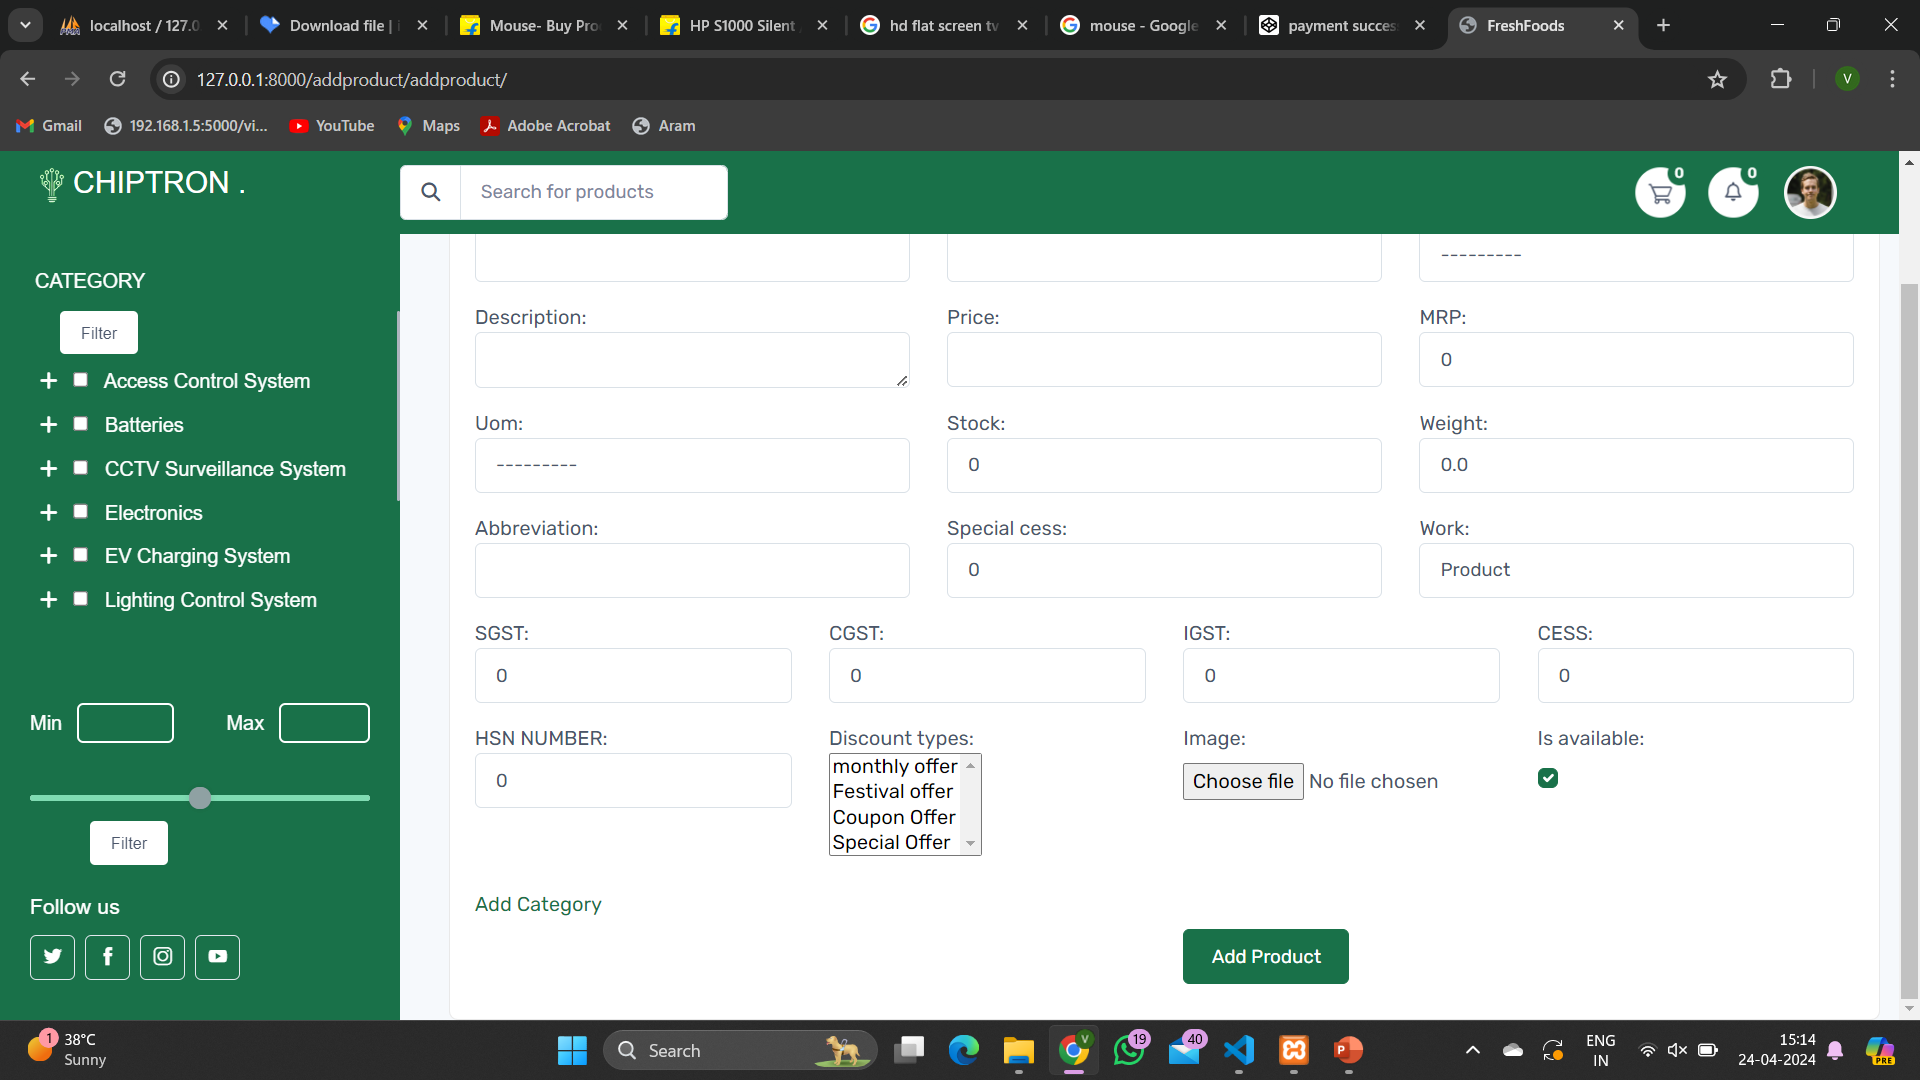 localhost / 127.0
Download file | i
Mouse- Buy Pro
HP S1000 Silent
hd flat screen tv
mouse - Google
payment succes
FreshFoods
127.0.0.1:8000/addproduct/addproduct/
V
Gmail
192.168.1.5:5000/vi...
YouTube
Maps
Adobe Acrobat
Aram
CHIPTRON .
Search for products
0
0
CATEGORY
Filter
Access Control System
Batteries
CCTV Surveillance System
Electronics
EV Charging System
Lighting Control System
Min
Max
Filter
Follow us
---------
Description:
Price:
MRP:
0
Uom:
Stock:
Weight:
---------
0
0.0
Abbreviation:
Special cess:
Work:
0
Product
SGST:
CGST:
IGST:
CESS:
0
0
0
0
HSN NUMBER:
Discount types:
Image:
Is available:
0
monthly offer
Festival offer
Coupon Offer
Special Offer
Choose file No file chosen
Add Category
Add Product
1
38°C
Sunny
Search
V
19
40
P
ENG
IN
15:14
24-04-2024
PRE